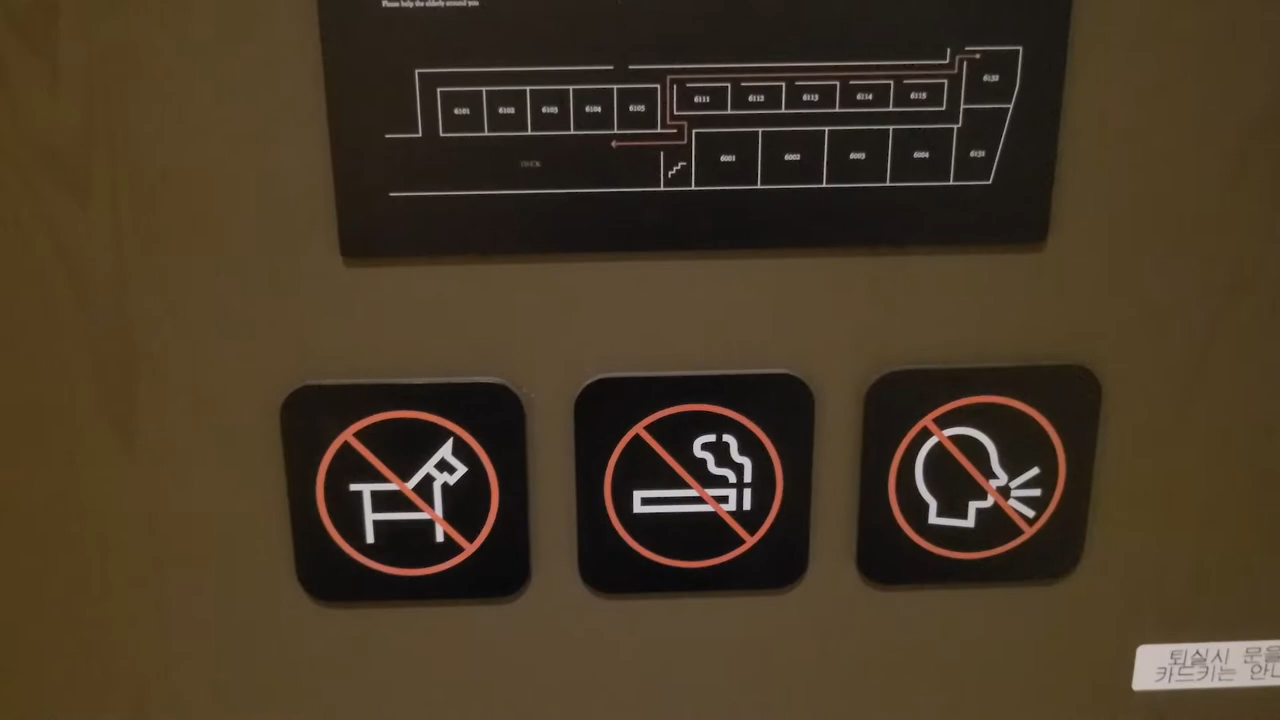 Please help the elderly around you
6132
6101 6102 6103 6104 6105 6111 6112 6113 6114 6115
DECK 6001 6002 6003 6004 6131
퇴실시 문을
카드키는 안